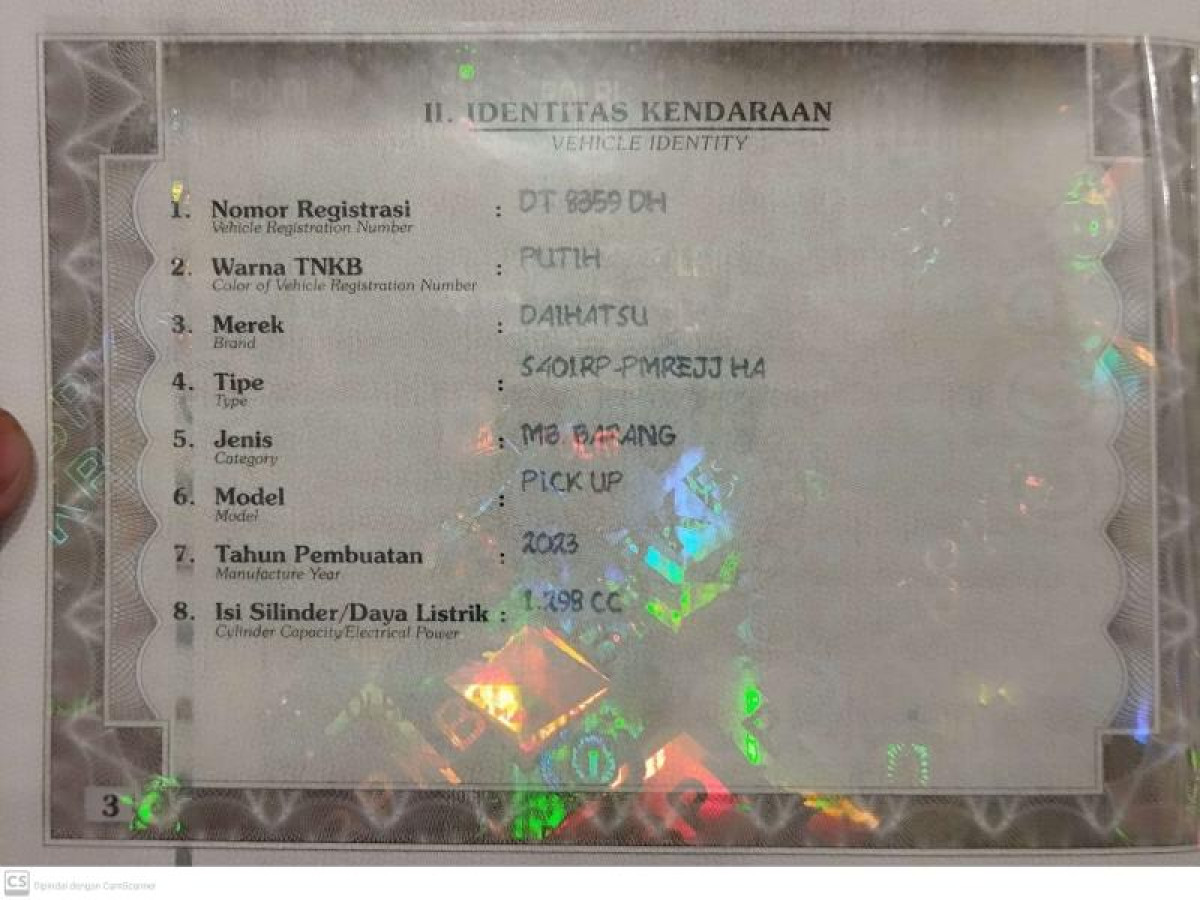 II. IDENTITAS KENDARAAN
VEHICLE IDENTITY
1. Nomor Registrasi : DT 8359 DH
Vehicle Registration Number
2. Warna TNKB : PUTIH
Color of Vehicle Registration Number
3. Merek : DAIHATSU
Brand
4. Tipe : S401RP-PMREJJ HA
Type
5. Jenis : MB. BARANG
Category
6. Model : PICK UP
Model
7. Tahun Pembuatan : 2023
Manufacture Year
8. Isi Silinder/Daya Listrik : 1.298 CC
Cylinder Capacity/Electrical Power
3
CS Dipindai dengan CamScanner